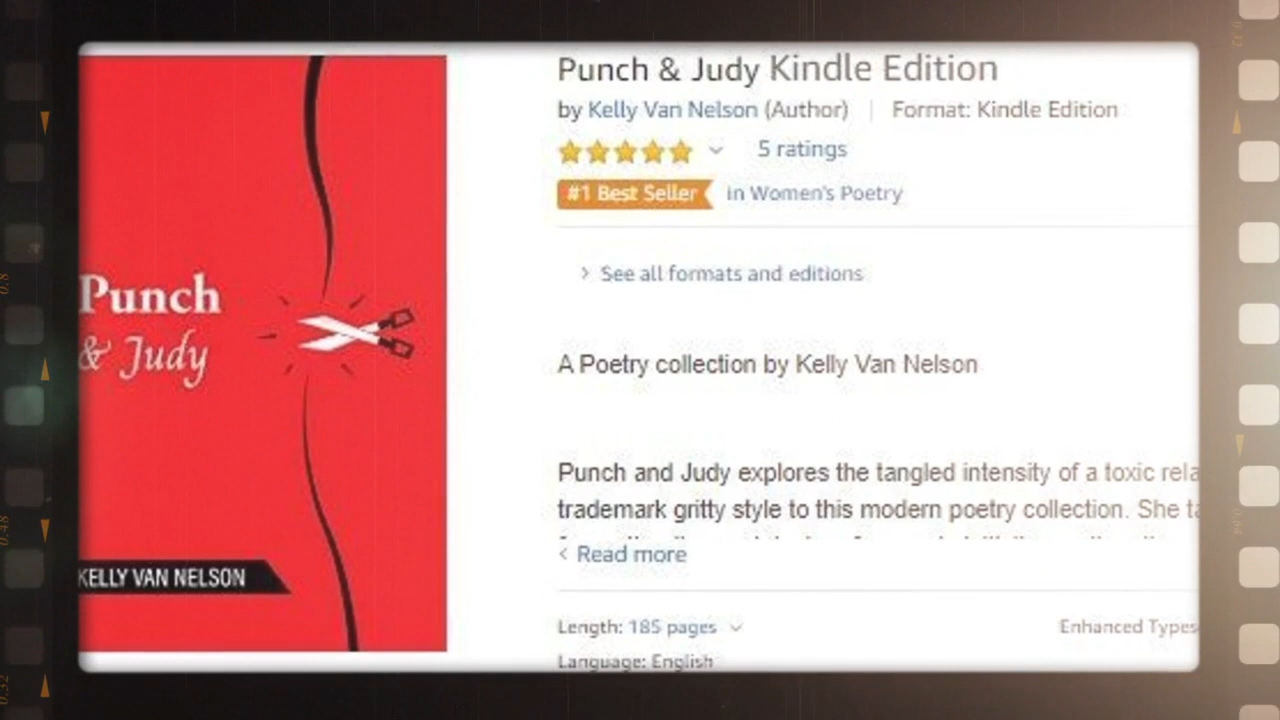 Punch
& Judy
KELLY VAN NELSON
Punch & Judy Kindle Edition
by Kelly Van Nelson (Author) | Format: Kindle Edition
5 ratings
#1 Best Seller in Women's Poetry
See all formats and editions
A Poetry collection by Kelly Van Nelson
Punch and Judy explores the tangled intensity of a toxic rela
trademark gritty style to this modern poetry collection. She ta
Read more
Length: 185 pages
Enhanced Types
Language: English